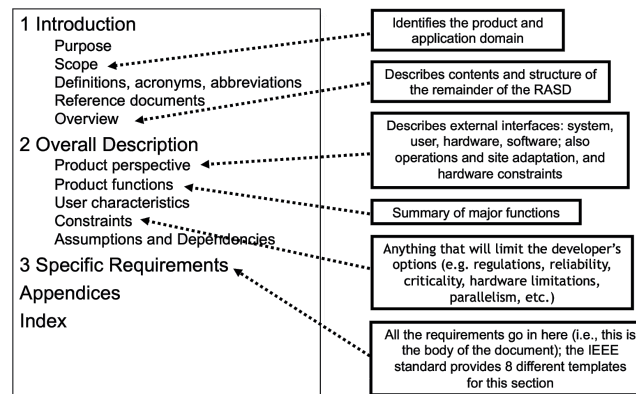 1 Introduction
Purpose
Scope
Definitions, acronyms, abbreviations
Reference documents
Overview
2 Overall Description
Product perspective
Product functions
User characteristics
Constraints
Assumptions and Dependencies
3 Specific Requirements
Appendices
Index
Identifies the product and
application domain
Describes contents and structure of
the remainder of the RASD
Describes external interfaces: system,
user, hardware, software; also
operations and site adaptation, and
hardware constraints
Summary of major functions
Anything that will limit the developer's
options (e.g. regulations, reliability,
criticality, hardware limitations,
parallelism, etc.)
All the requirements go in here (i.e., this is
the body of the document); the IEEE
standard provides 8 different templates
for this section